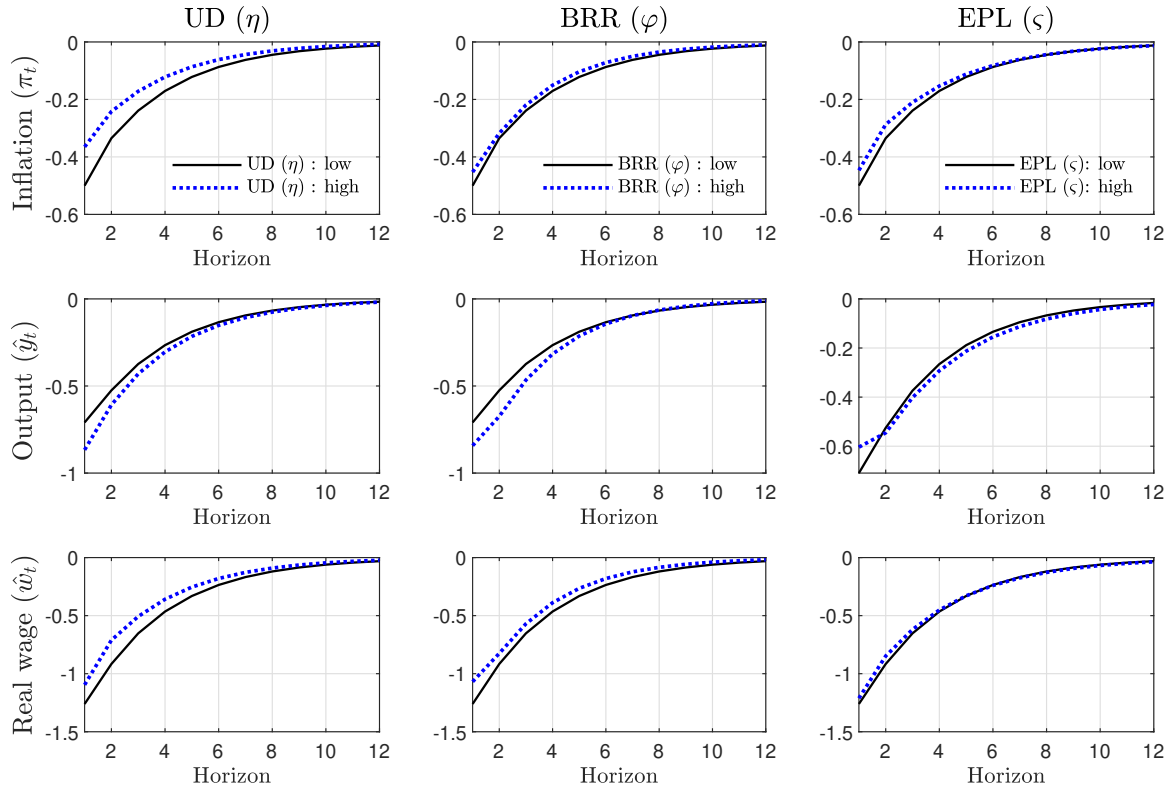 UD (η) BRR (φ) EPL (ς)
Inflation (π_t)
0
-0.2
-0.4
-0.6
UD (η) : low
UD (η) : high
2 4 6 8 10 12
Horizon
0
-0.2
-0.4
-0.6
BRR (φ) : low
BRR (φ) : high
2 4 6 8 10 12
Horizon
0
-0.2
-0.4
-0.6
EPL (ς): low
EPL (ς): high
2 4 6 8 10 12
Horizon
Output (ŷ_t)
0
-0.5
-1
2 4 6 8 10 12
Horizon
0
-0.5
-1
2 4 6 8 10 12
Horizon
0
-0.2
-0.4
-0.6
2 4 6 8 10 12
Horizon
Real wage (ŵ_t)
0
-0.5
-1
-1.5
2 4 6 8 10 12
Horizon
0
-0.5
-1
-1.5
2 4 6 8 10 12
Horizon
0
-0.5
-1
-1.5
2 4 6 8 10 12
Horizon